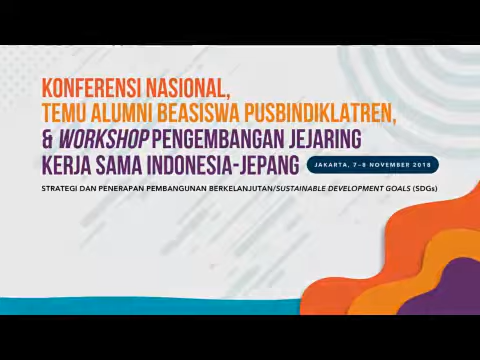 KONFERENSI NASIONAL,
TEMU ALUMNI BEASISWA PUSBINDIKLATREN,
& WORKSHOP PENGEMBANGAN JEJARING
KERJA SAMA INDONESIA-JEPANG JAKARTA, 7-8 NOVEMBER 2018
STRATEGI DAN PENERAPAN PEMBANGUNAN BERKELANJUTAN/SUSTAINABLE DEVELOPMENT GOALS (SDGs)